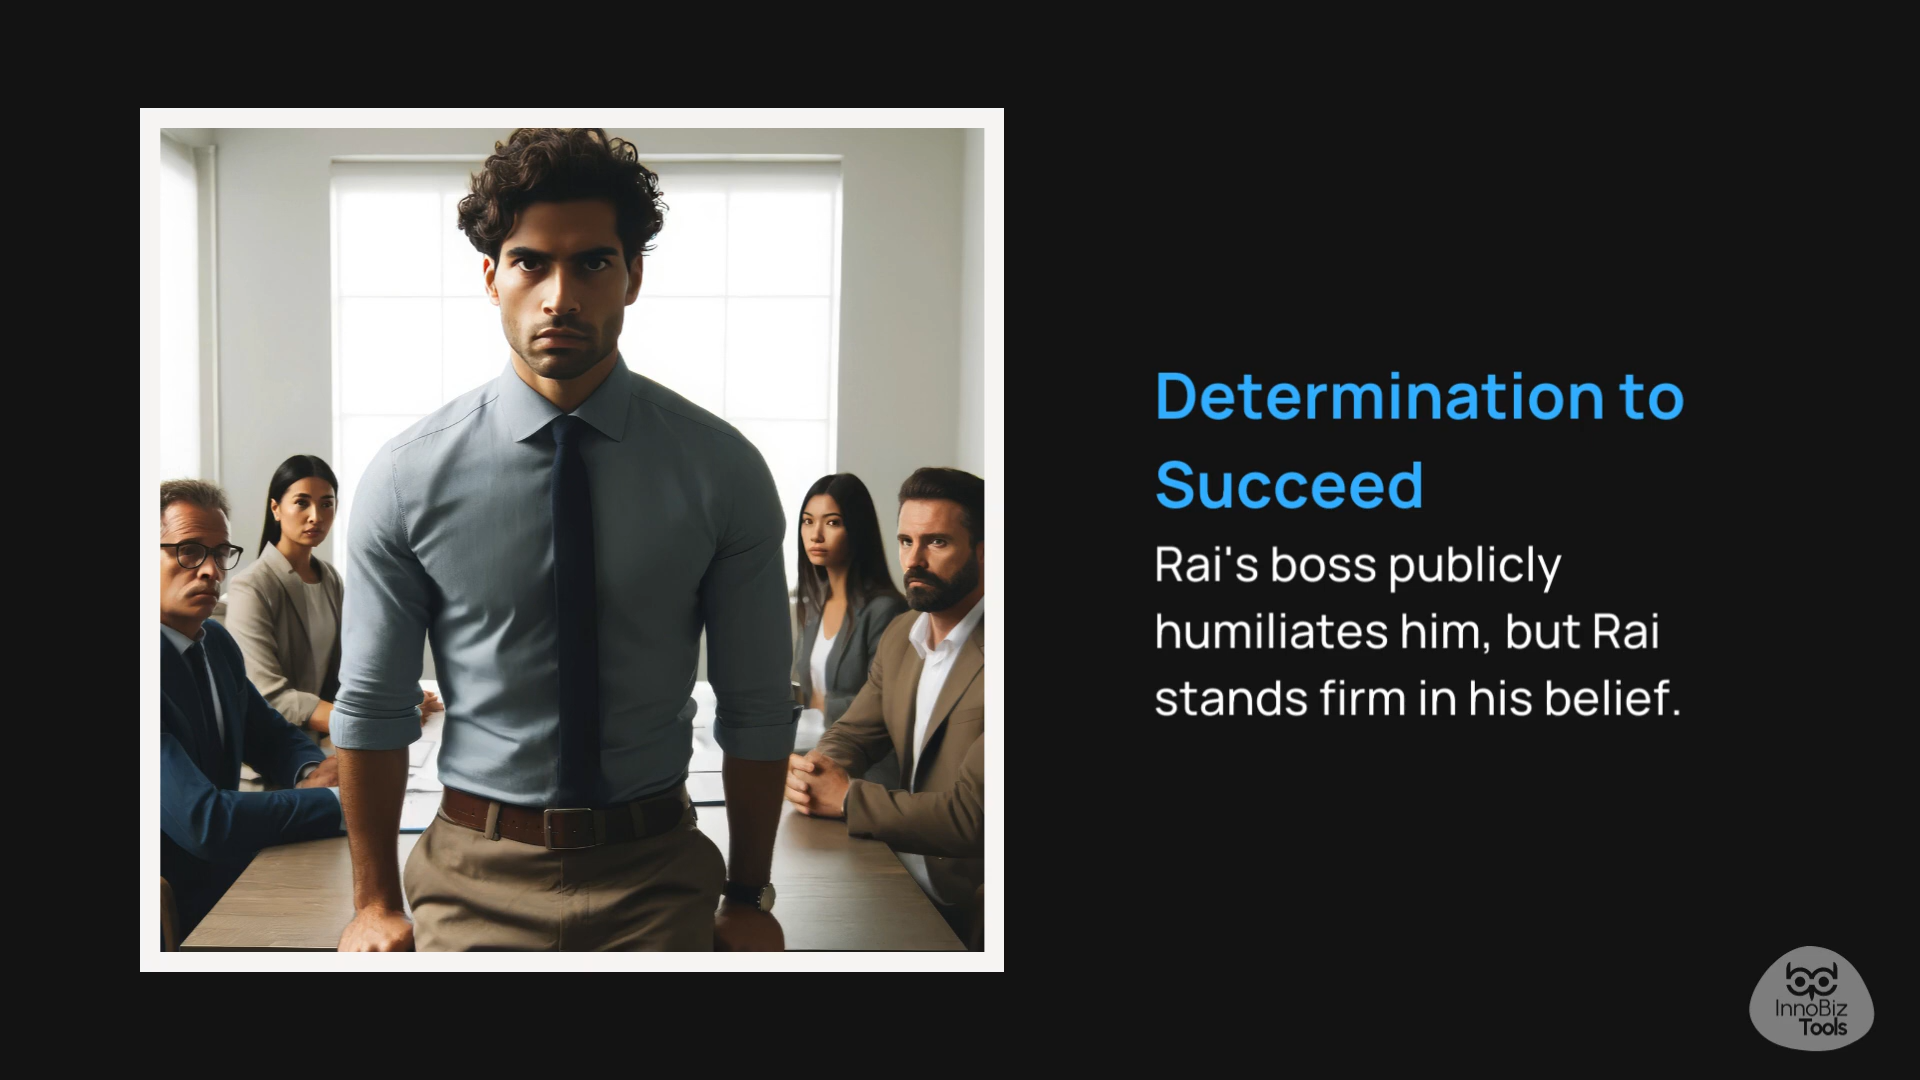 Determination to
Succeed
Rai's boss publicly
humiliates him, but Rai
stands firm in his belief.
InnoBiz
Tools